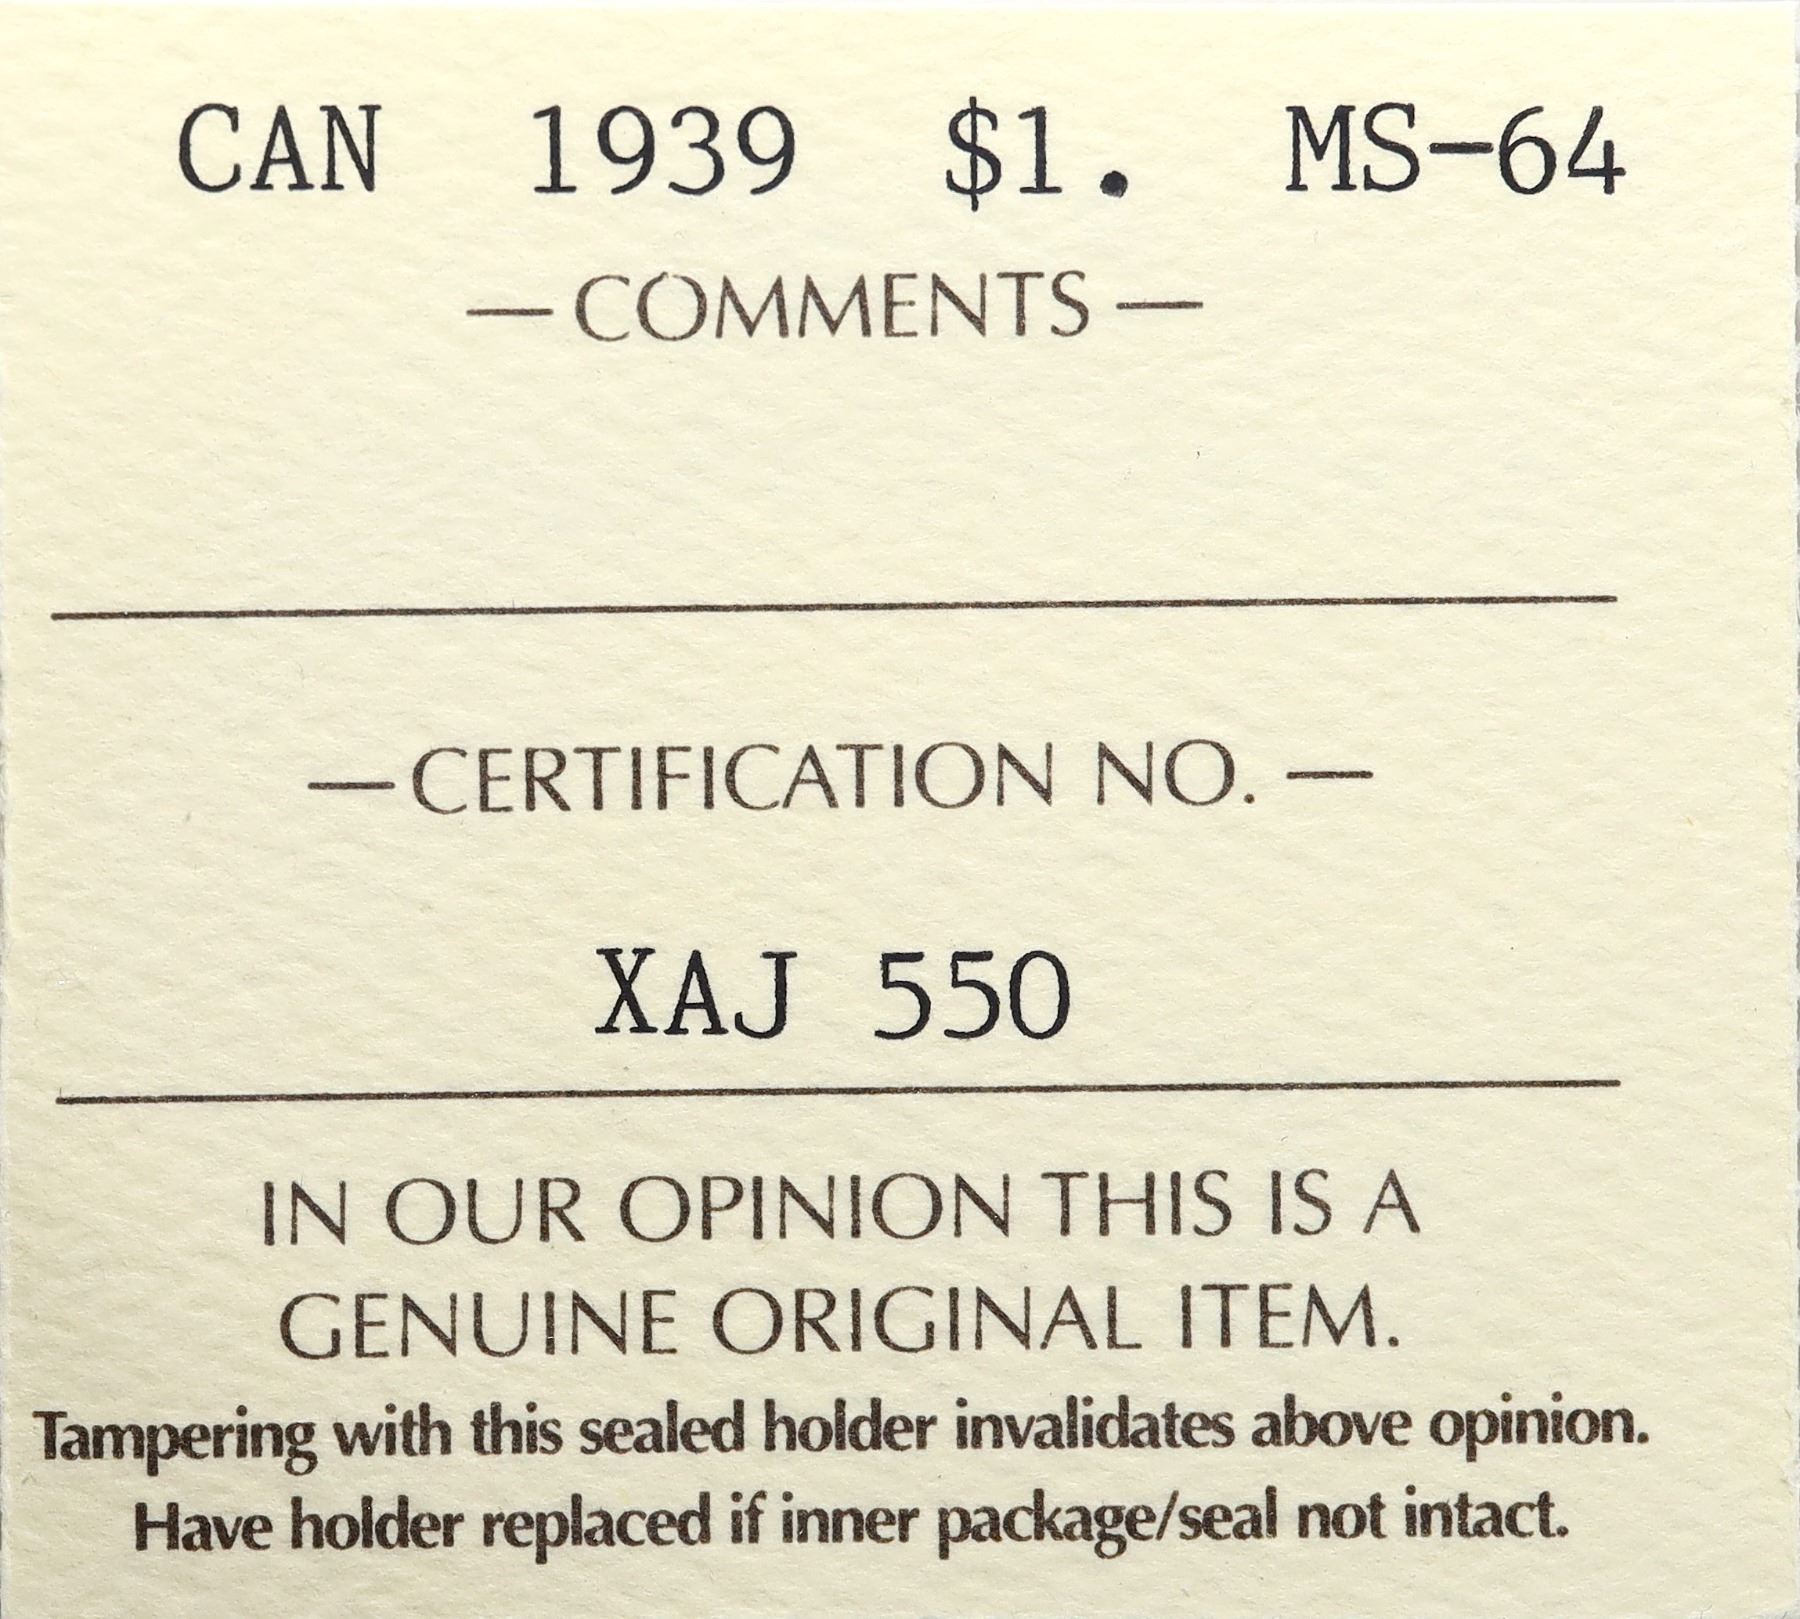 CAN 1939 $1. MS-64
— COMMENTS —
— CERTIFICATION NO. —
XAJ 550
IN OUR OPINION THIS IS A
GENUINE ORIGINAL ITEM.
Tampering with this sealed holder invalidates above opinion.
Have holder replaced if inner package/seal not intact.